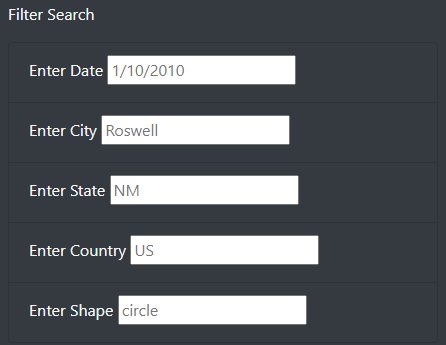 Filter Search
Enter Date 1/10/2010
Enter City Roswell
Enter State NM
Enter Country US
Enter Shape circle